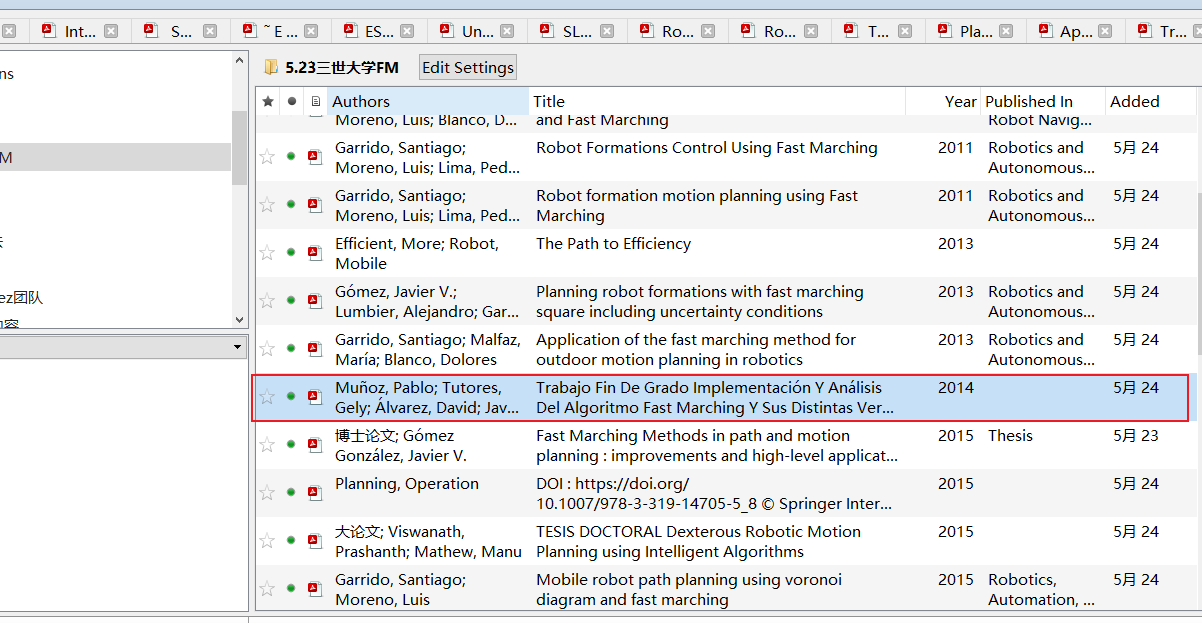 Int...
S...
~ E ...
ES...
Un...
SL...
Ro...
Ro...
T...
Pla...
Ap...
Tr...
ns
M
ez团队
内容
5.23三世大学FM
Edit Settings
Authors Title Year Published In Added
Moreno, Luis; Blanco, D... and Fast Marching Robot Navig...
Garrido, Santiago; Robot Formations Control Using Fast Marching 2011 Robotics and 5月 24
Moreno, Luis; Lima, Ped... Autonomous...
Garrido, Santiago; Robot formation motion planning using Fast 2011 Robotics and 5月 24
Moreno, Luis; Lima, Ped... Marching Autonomous...
Efficient, More; Robot, The Path to Efficiency 2013 5月 24
Mobile
Gómez, Javier V.; Planning robot formations with fast marching 2013 Robotics and 5月 24
Lumbier, Alejandro; Gar... square including uncertainty conditions Autonomous...
Garrido, Santiago; Malfaz, Application of the fast marching method for 2013 Robotics and 5月 24
María; Blanco, Dolores outdoor motion planning in robotics Autonomous...
Muñoz, Pablo; Tutores, Trabajo Fin De Grado Implementación Y Análisis 2014 5月 24
Gely; Álvarez, David; Jav... Del Algoritmo Fast Marching Y Sus Distintas Ver...
博士论文; Gómez Fast Marching Methods in path and motion 2015 Thesis 5月 23
González, Javier V. planning : improvements and high-level applicat...
Planning, Operation DOI : https://doi.org/ 2015 5月 24
10.1007/978-3-319-14705-5_8 © Springer Inter...
大论文; Viswanath, TESIS DOCTORAL Dexterous Robotic Motion 2015 5月 24
Prashanth; Mathew, Manu Planning using Intelligent Algorithms
Garrido, Santiago; Mobile robot path planning using voronoi 2015 Robotics, 5月 24
Moreno, Luis diagram and fast marching Automation, ...